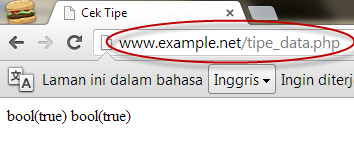 Cek Tipe
www.example.net/tipe_data.php
Laman ini dalam bahasa Inggris Ingin diterj
bool(true) bool(true)